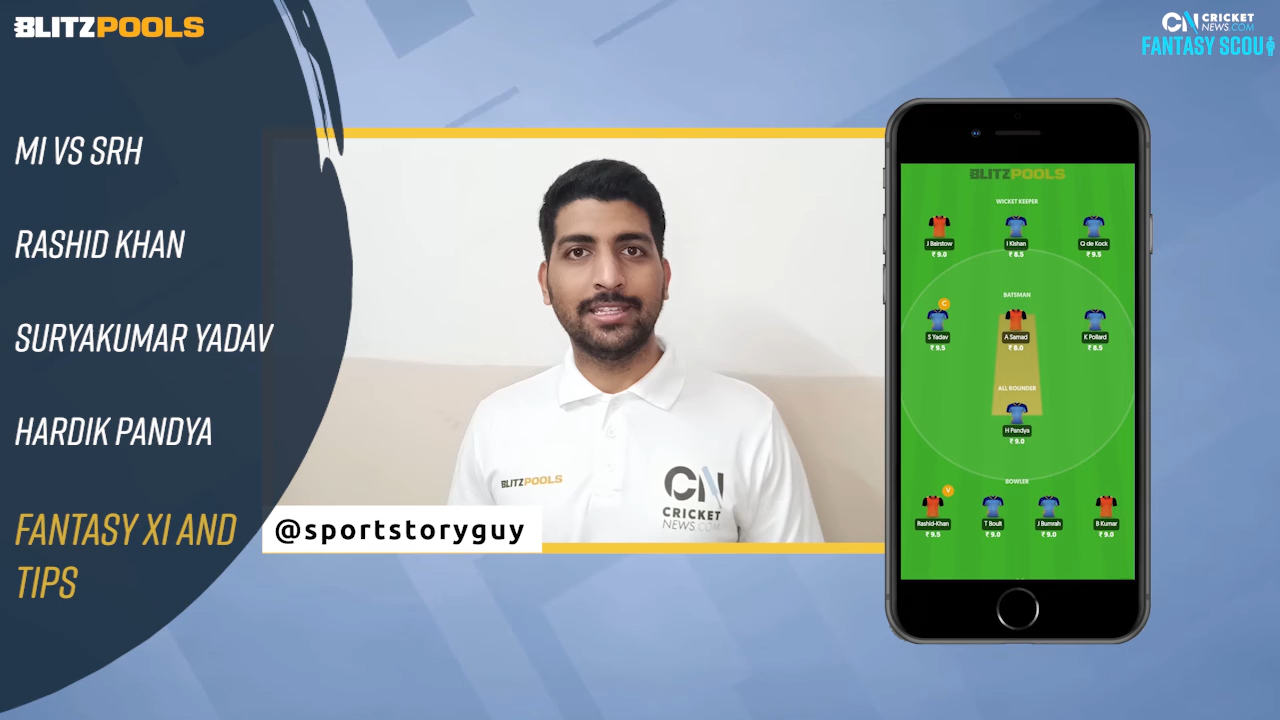 BLITZPOOLS
CN CRICKET
NEWS.COM
FANTASY SCOUT
MI VS SRH
RASHID KHAN
SURYAKUMAR YADAV
HARDIK PANDYA
FANTASY XI AND
TIPS
BLITZPOOLS
CN
CRICKET
NEWS.COM
@sportstoryguy
BLITZPOOLS
WICKET KEEPER
J Bairstow I Kishan Q de Kock
₹ 9.0 ₹ 8.5 ₹ 9.5
BATSMAN
C
S Yadav A Samad K Pollard
₹ 9.5 ₹ 8.0 ₹ 8.5
ALL ROUNDER
H Pandya
₹ 9.0
BOWLER
V
Rashid-Khan T Boult J Bumrah B Kumar
₹ 9.5 ₹ 9.0 ₹ 9.0 ₹ 9.0